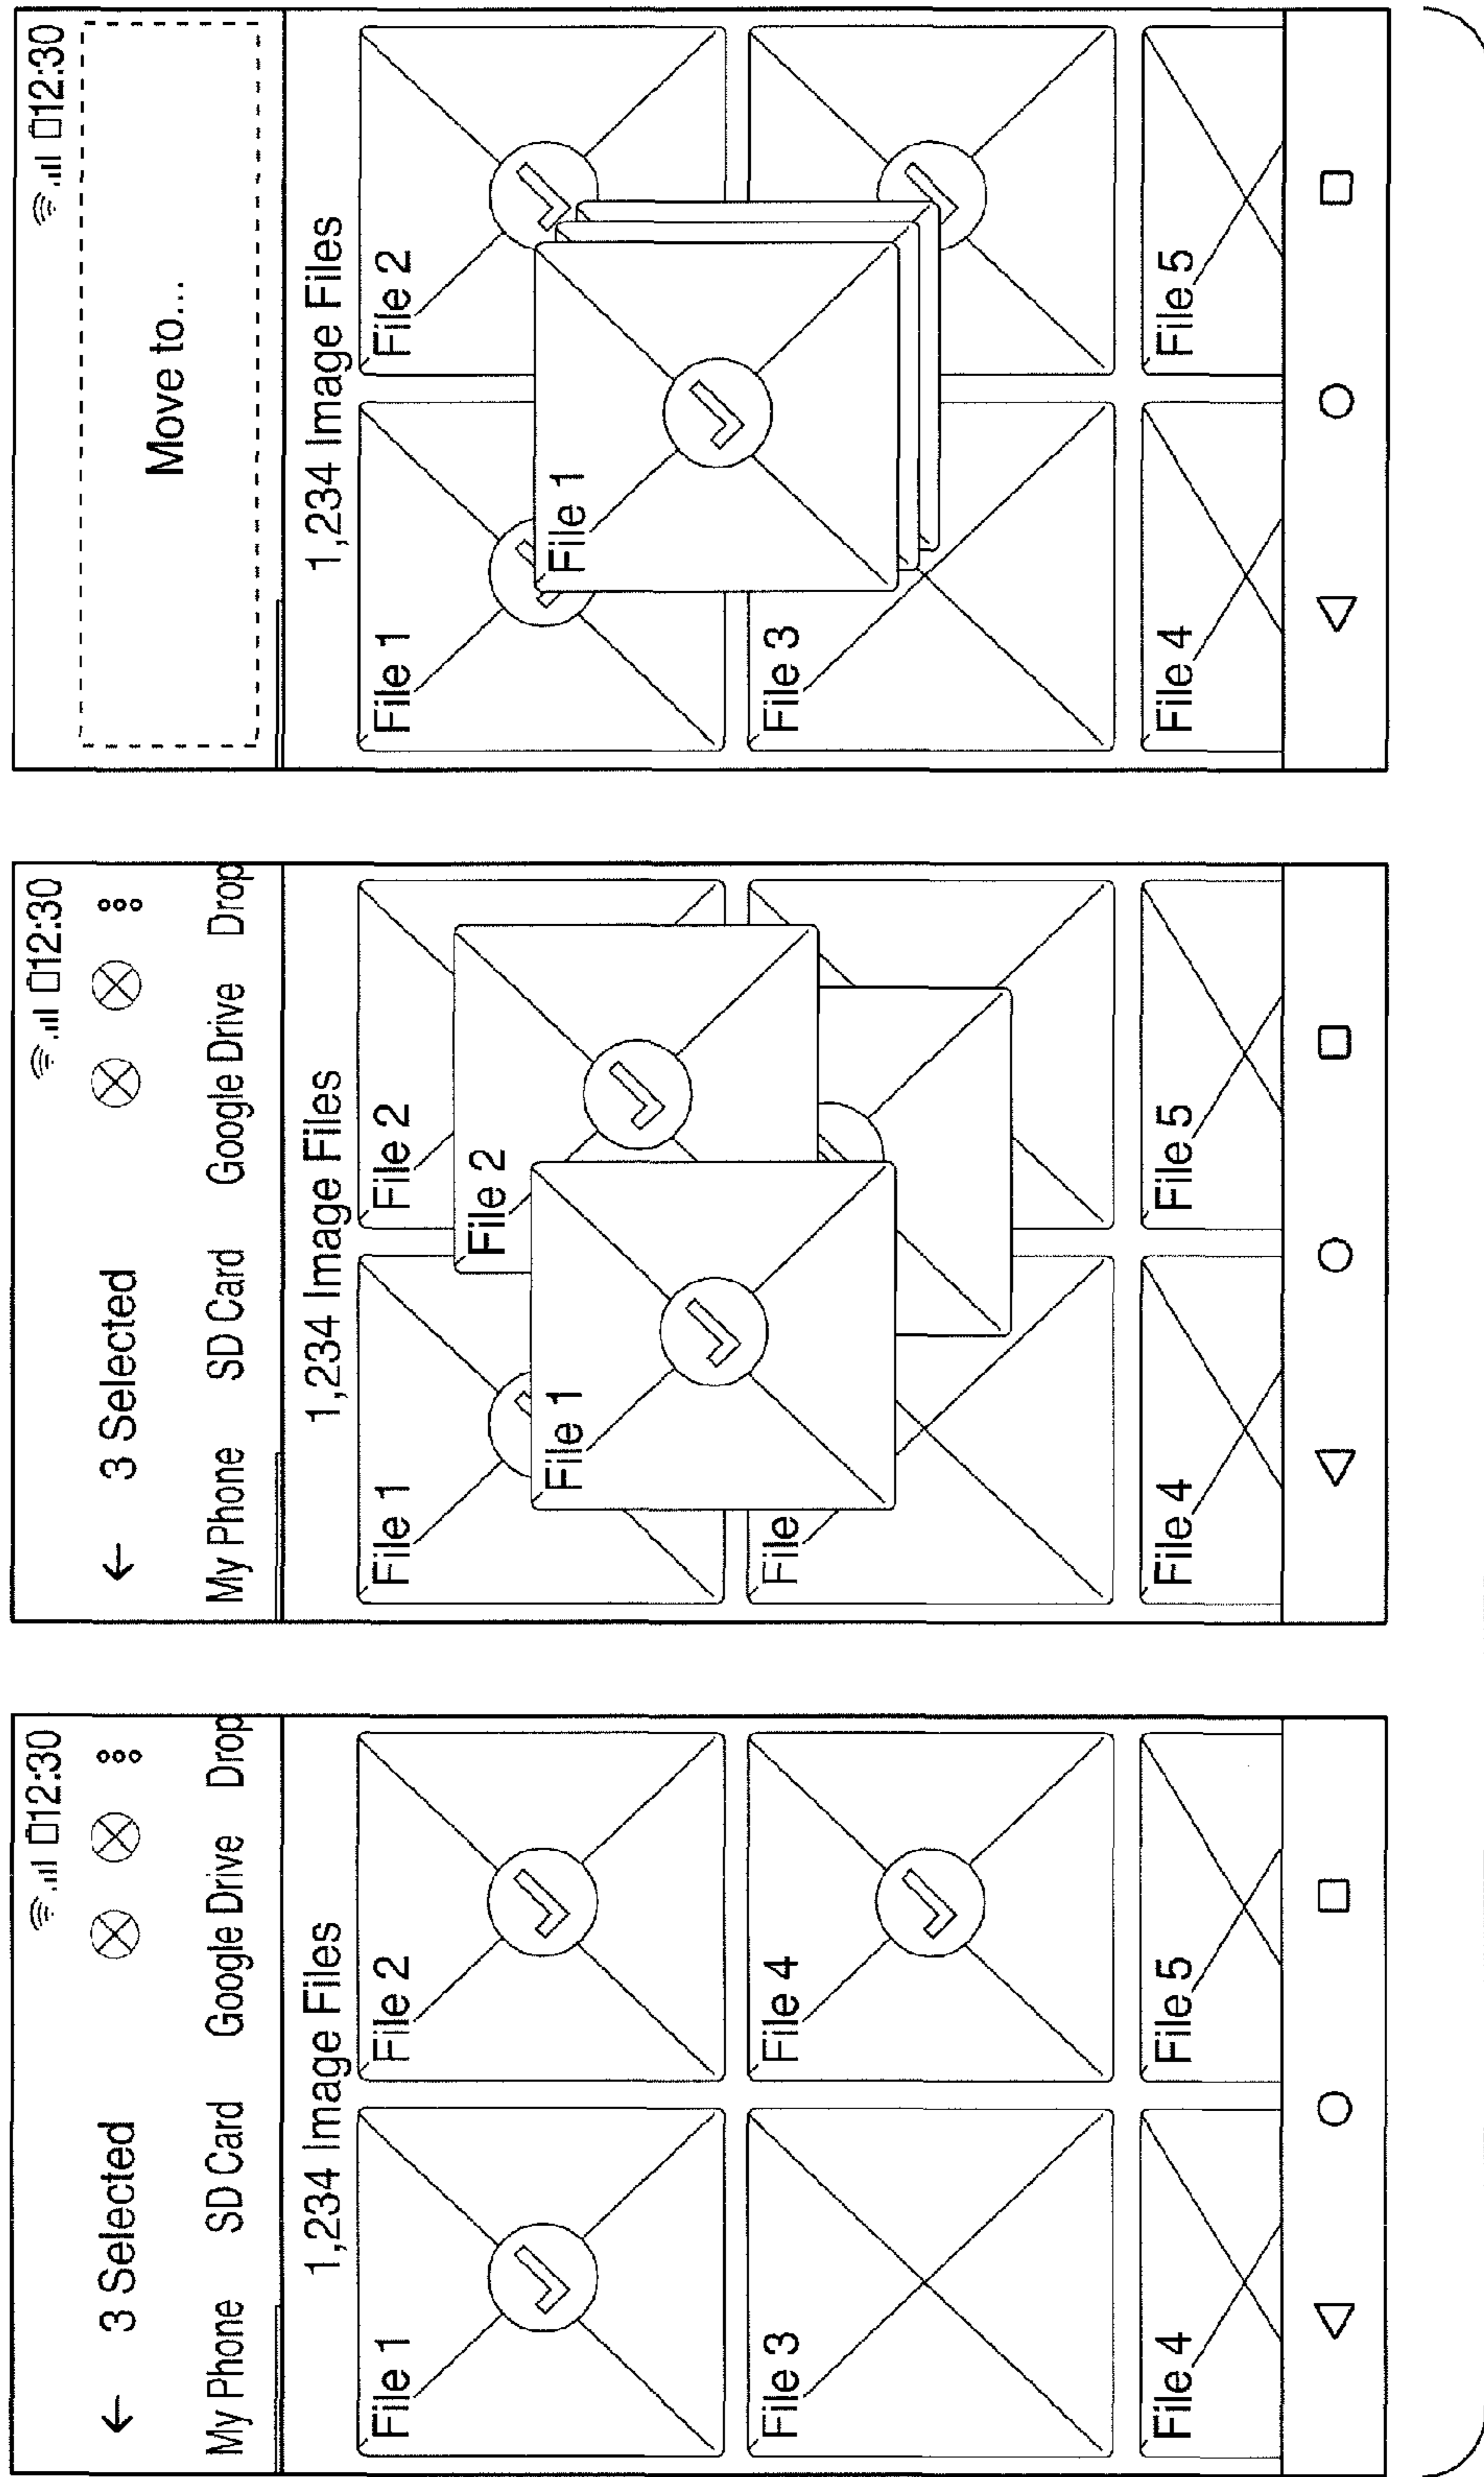 12:30
← 3 Selected
My Phone SD Card Google Drive Drop
1,234 Image Files
File 1 File 2
File 3 File 4
File 4 File 5
12:30
← 3 Selected
My Phone SD Card Google Drive Drop
1,234 Image Files
File 1 File 2
File 2
File 1
File
File 4 File 5
12:30
Move to...
1,234 Image Files
File 1 File 2
File 1
File 3
File 4 File 5